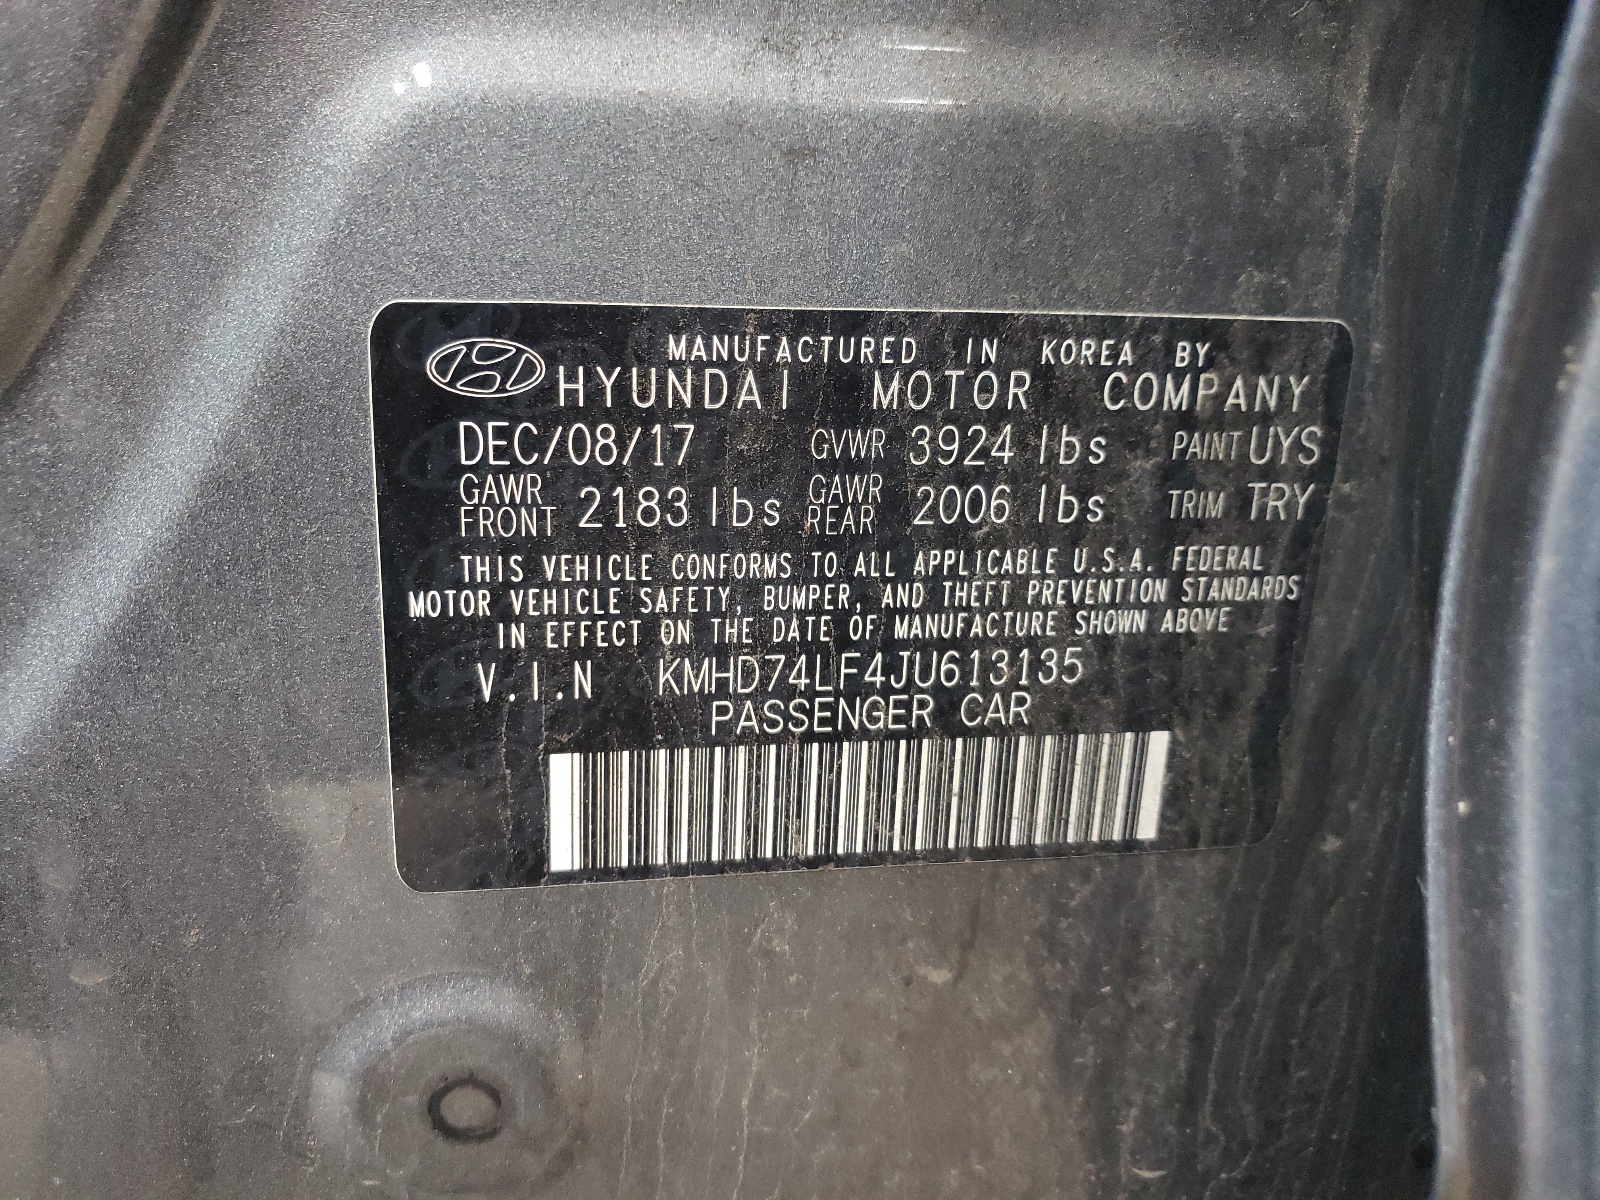 MANUFACTURED IN KOREA BY
HYUNDAI MOTOR COMPANY
DEC/08/17 GVWR 3924 lbs PAINT UYS
GAWR FRONT 2183 lbs GAWR REAR 2006 lbs TRIM TRY
THIS VEHICLE CONFORMS TO ALL APPLICABLE U.S.A. FEDERAL
MOTOR VEHICLE SAFETY, BUMPER, AND THEFT PREVENTION STANDARDS
IN EFFECT ON THE DATE OF MANUFACTURE SHOWN ABOVE
V.I.N KMHD74LF4JU613135
PASSENGER CAR